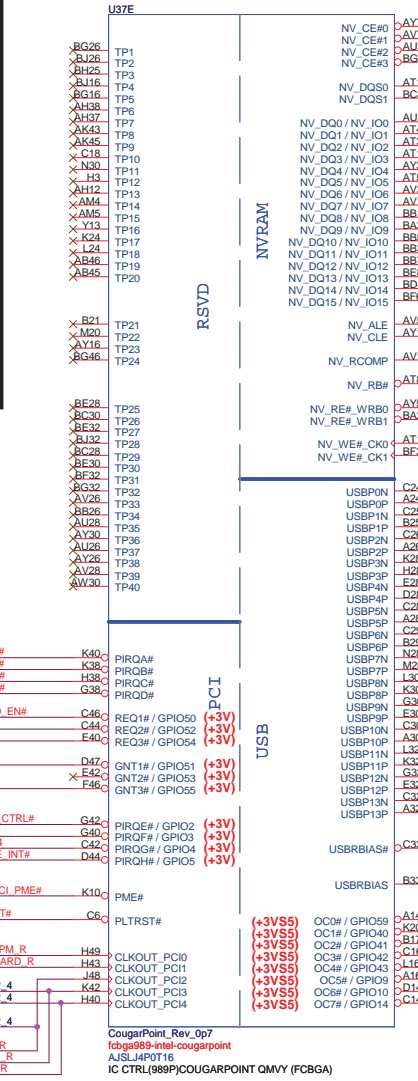 U37E
BG26 TP1
BJ26 TP2
BH25 TP3
BJ16 TP4
BG16 TP5
AH38 TP6
AH37 TP7
AK43 TP8
AK45 TP9
C18 TP10
N30 TP11
H3 TP12
AH12 TP13
AM4 TP14
AM5 TP15
Y13 TP16
K24 TP17
L24 TP18
AB46 TP19
AB45 TP20
B21 TP21
M20 TP22
AY16 TP23
BG46 TP24
BE28 TP25
BC30 TP26
BE32 TP27
BJ32 TP28
BC28 TP29
BE30 TP30
BF32 TP31
BG32 TP32
AV26 TP33
BB26 TP34
AU28 TP35
AY30 TP36
AU26 TP37
AY26 TP38
AV28 TP39
AW30 TP40
RSVD
NVRAM
NV_CE#0
NV_CE#1
NV_CE#2
NV_CE#3
NV_DQS0
NV_DQS1
NV_DQ0 / NV_IO0
NV_DQ1 / NV_IO1
NV_DQ2 / NV_IO2
NV_DQ3 / NV_IO3
NV_DQ4 / NV_IO4
NV_DQ5 / NV_IO5
NV_DQ6 / NV_IO6
NV_DQ7 / NV_IO7
NV_DQ8 / NV_IO8
NV_DQ9 / NV_IO9
NV_DQ10 / NV_IO10
NV_DQ11 / NV_IO11
NV_DQ12 / NV_IO12
NV_DQ13 / NV_IO13
NV_DQ14 / NV_IO14
NV_DQ15 / NV_IO15
NV_ALE
NV_CLE
NV_RCOMP
NV_RB#
NV_RE#_WRB0
NV_RE#_WRB1
NV_WE#_CK0
NV_WE#_CK1
USBP0N
USBP0P
USBP1N
USBP1P
USBP2N
USBP2P
USBP3N
USBP3P
USBP4N
USBP4P
USBP5N
USBP5P
USBP6N
USBP6P
USBP7N
USBP7P
USBP8N
USBP8P
USBP9N
USBP9P
USBP10N
USBP10P
USBP11N
USBP11P
USBP12N
USBP12P
USBP13N
USBP13P
USBRBIAS#
USBRBIAS
PCI
USB
K40 PIRQA#
K38 PIRQB#
H38 PIRQC#
G38 PIRQD#
C46 REQ1# / GPIO50 (+3V)
C44 REQ2# / GPIO52 (+3V)
E40 REQ3# / GPIO54 (+3V)
D47 GNT1# / GPIO51 (+3V)
E42 GNT2# / GPIO53 (+3V)
F46 GNT3# / GPIO55 (+3V)
G42 PIRQE# / GPIO2 (+3V)
G40 PIRQF# / GPIO3 (+3V)
C42 PIRQG# / GPIO4 (+3V)
D44 PIRQH# / GPIO5 (+3V)
K10 PME#
C6 PLTRST#
H49 CLKOUT_PCI0
H43 CLKOUT_PCI1
J48 CLKOUT_PCI2
K42 CLKOUT_PCI3
H40 CLKOUT_PCI4
(+3VS5) OC0# / GPIO59
(+3VS5) OC1# / GPIO40
(+3VS5) OC2# / GPIO41
(+3VS5) OC3# / GPIO42
(+3VS5) OC4# / GPIO43
(+3VS5) OC5# / GPIO9
(+3VS5) OC6# / GPIO10
(+3VS5) OC7# / GPIO14
CougarPoint_Rev_0p7
fcbga989-intel-cougarpoint
AJSLJ4P0T16
IC CTRL(989P)COUGARPOINT QMVY (FCBGA)